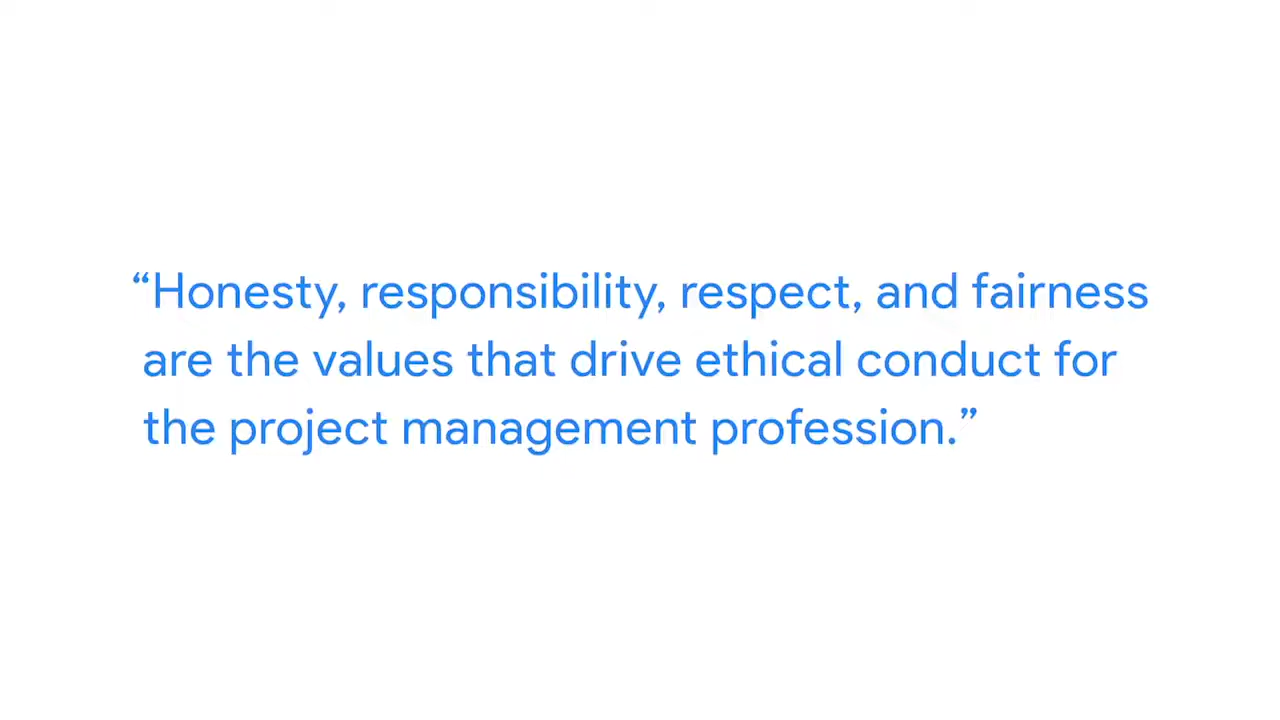 “Honesty, responsibility, respect, and fairness
are the values that drive ethical conduct for
the project management profession.”